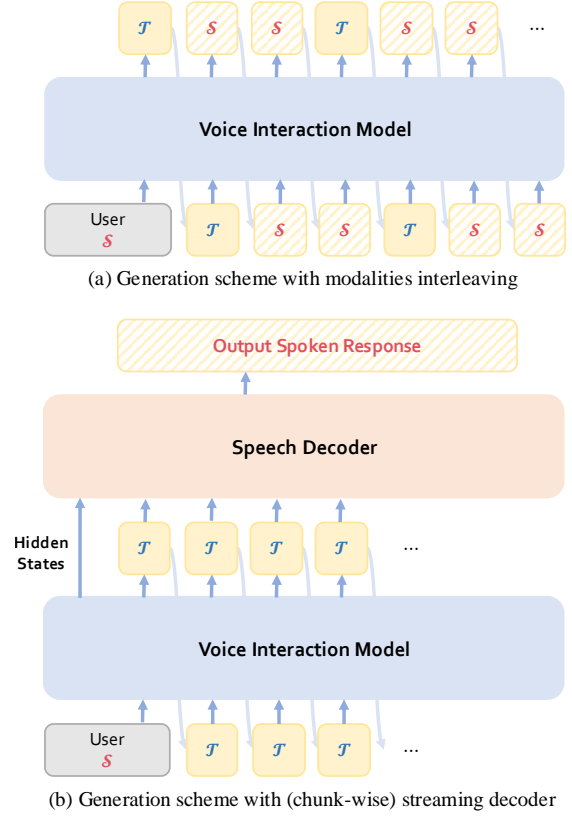 𝒯 𝒮 𝒮 𝒯 𝒮 𝒮 ...
Voice Interaction Model
User
𝒮
𝒯 𝒮 𝒮 𝒯 𝒮 𝒮
(a) Generation scheme with modalities interleaving
Output Spoken Response
Speech Decoder
Hidden
States
𝒯 𝒯 𝒯 𝒯 ...
Voice Interaction Model
User
𝒮
𝒯 𝒯 𝒯 ...
(b) Generation scheme with (chunk-wise) streaming decoder